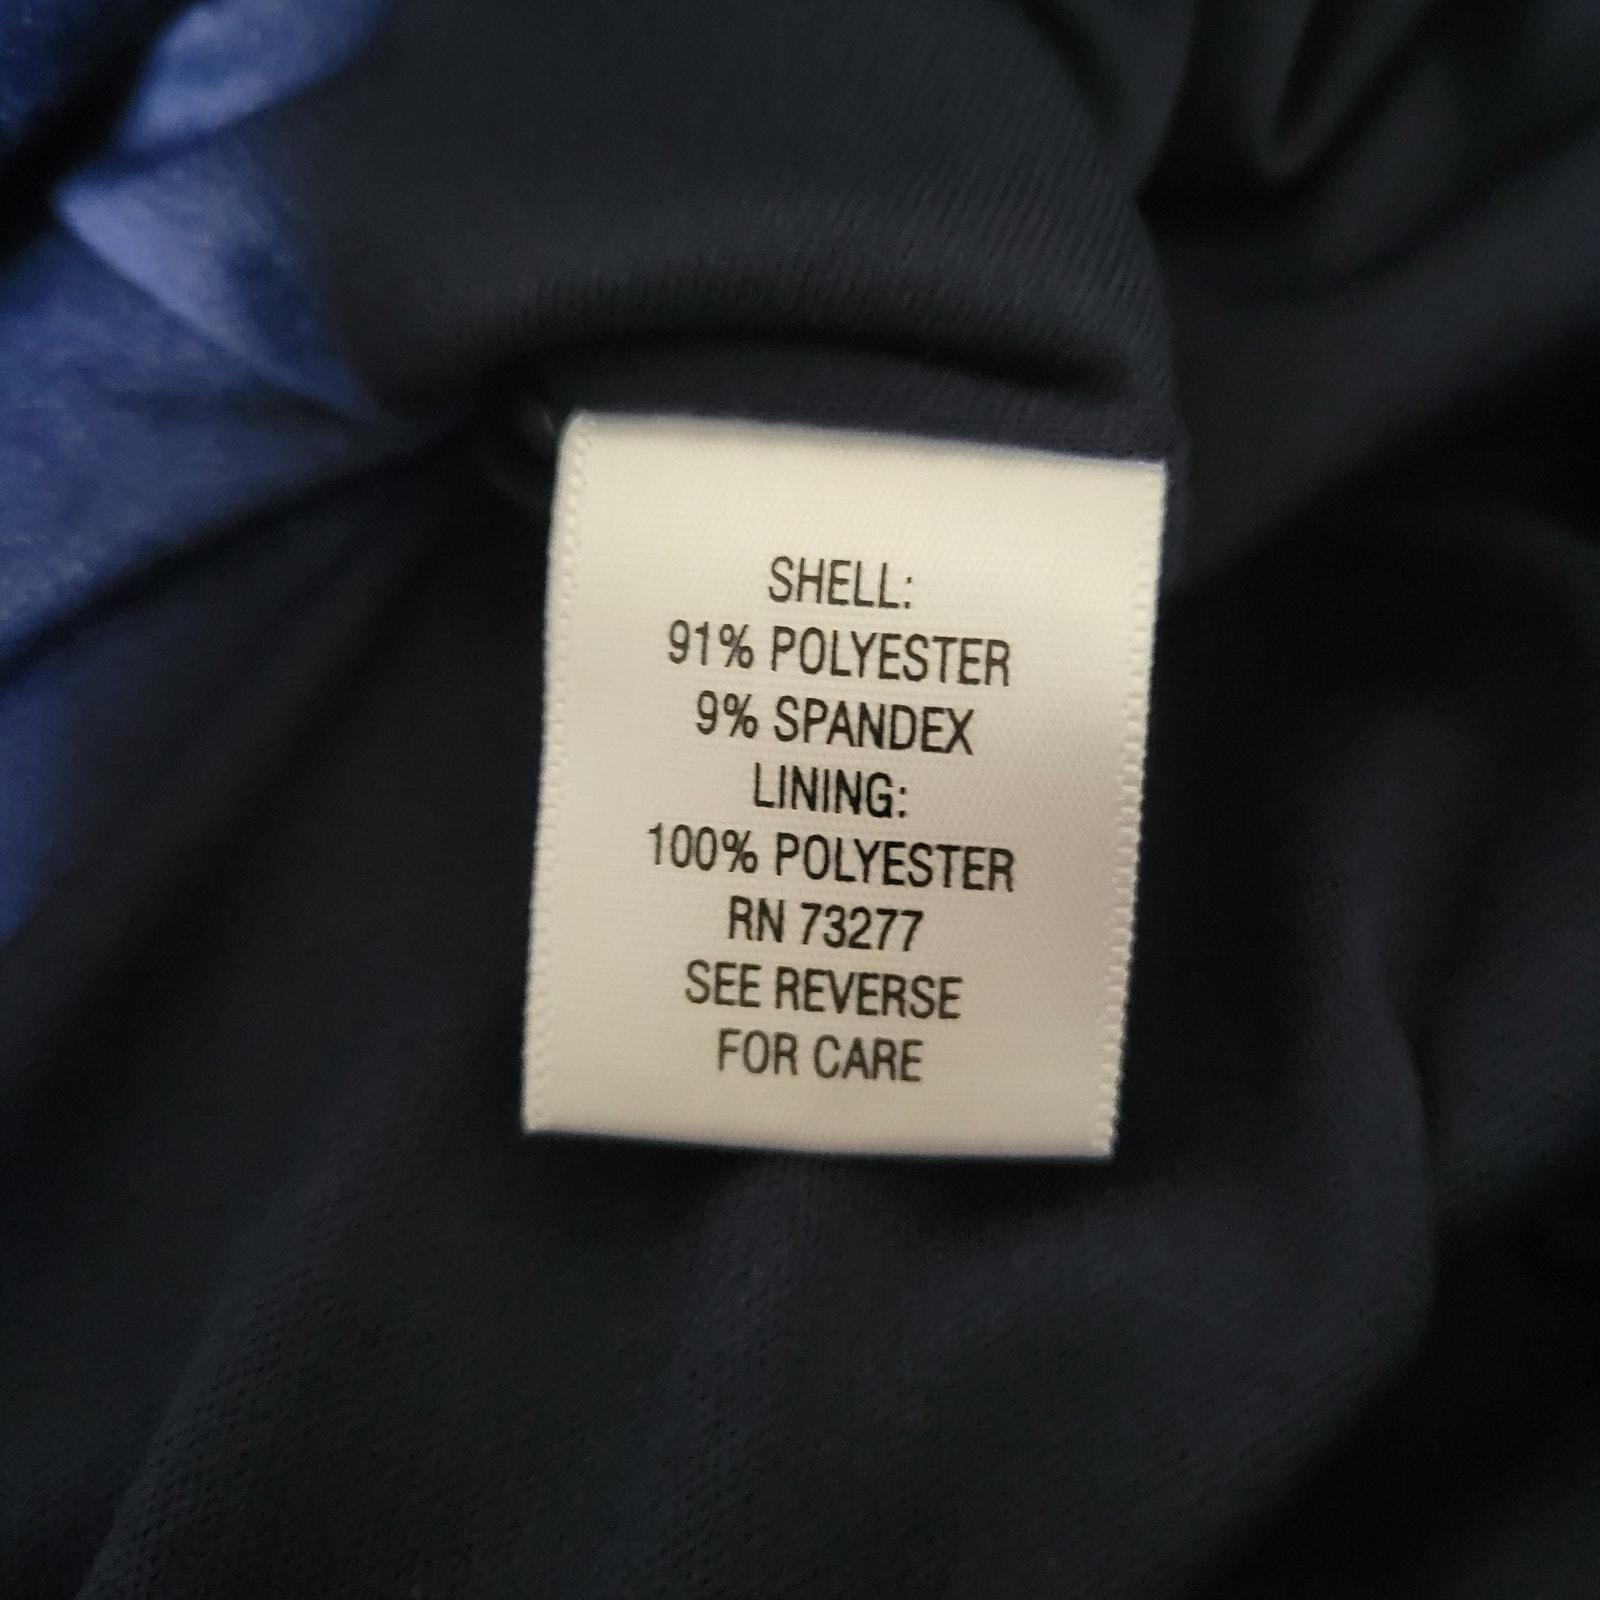 SHELL:
91% POLYESTER
9% SPANDEX
LINING:
100% POLYESTER
RN 73277
SEE REVERSE
FOR CARE